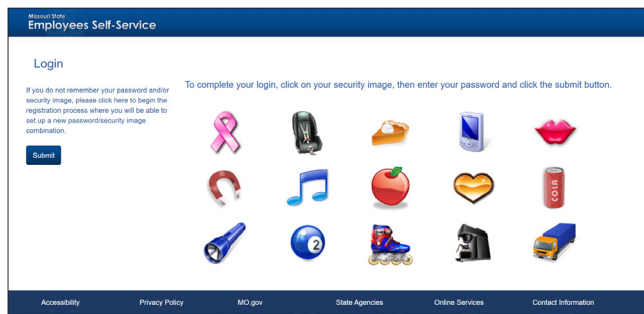 Missouri State
Employees Self-Service
Login
To complete your login, click on your security image, then enter your password and click the submit button.
If you do not remember your password and/or
security image, please click here to begin the
registration process where you will be able to
set up a new password/security image
combination.
Submit
COLA
2
Accessibility
Privacy Policy
MO.gov
State Agencies
Online Services
Contact Information